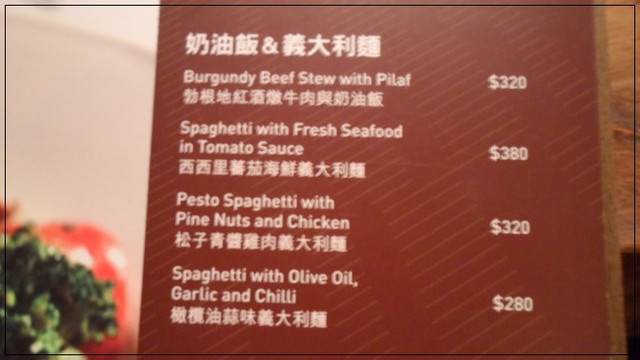 奶油飯&義大利麵
Burgundy Beef Stew with Pilaf $320
勃根地紅酒燉牛肉與奶油飯
Spaghetti with Fresh Seafood
in Tomato Sauce $380
西西里蕃茄海鮮義大利麵
Pesto Spaghetti with
Pine Nuts and Chicken $320
松子青醬雞肉義大利麵
Spaghetti with Olive Oil,
Garlic and Chilli $280
橄欖油蒜味義大利麵